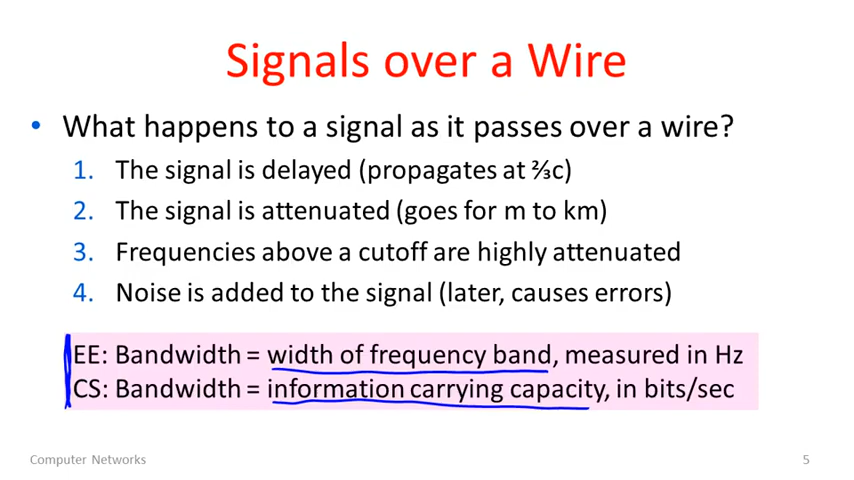 Signals over a Wire
• What happens to a signal as it passes over a wire?
1. The signal is delayed (propagates at ⅔c)
2. The signal is attenuated (goes for m to km)
3. Frequencies above a cutoff are highly attenuated
4. Noise is added to the signal (later, causes errors)
EE: Bandwidth = width of frequency band, measured in Hz
CS: Bandwidth = information carrying capacity, in bits/sec
Computer Networks
5